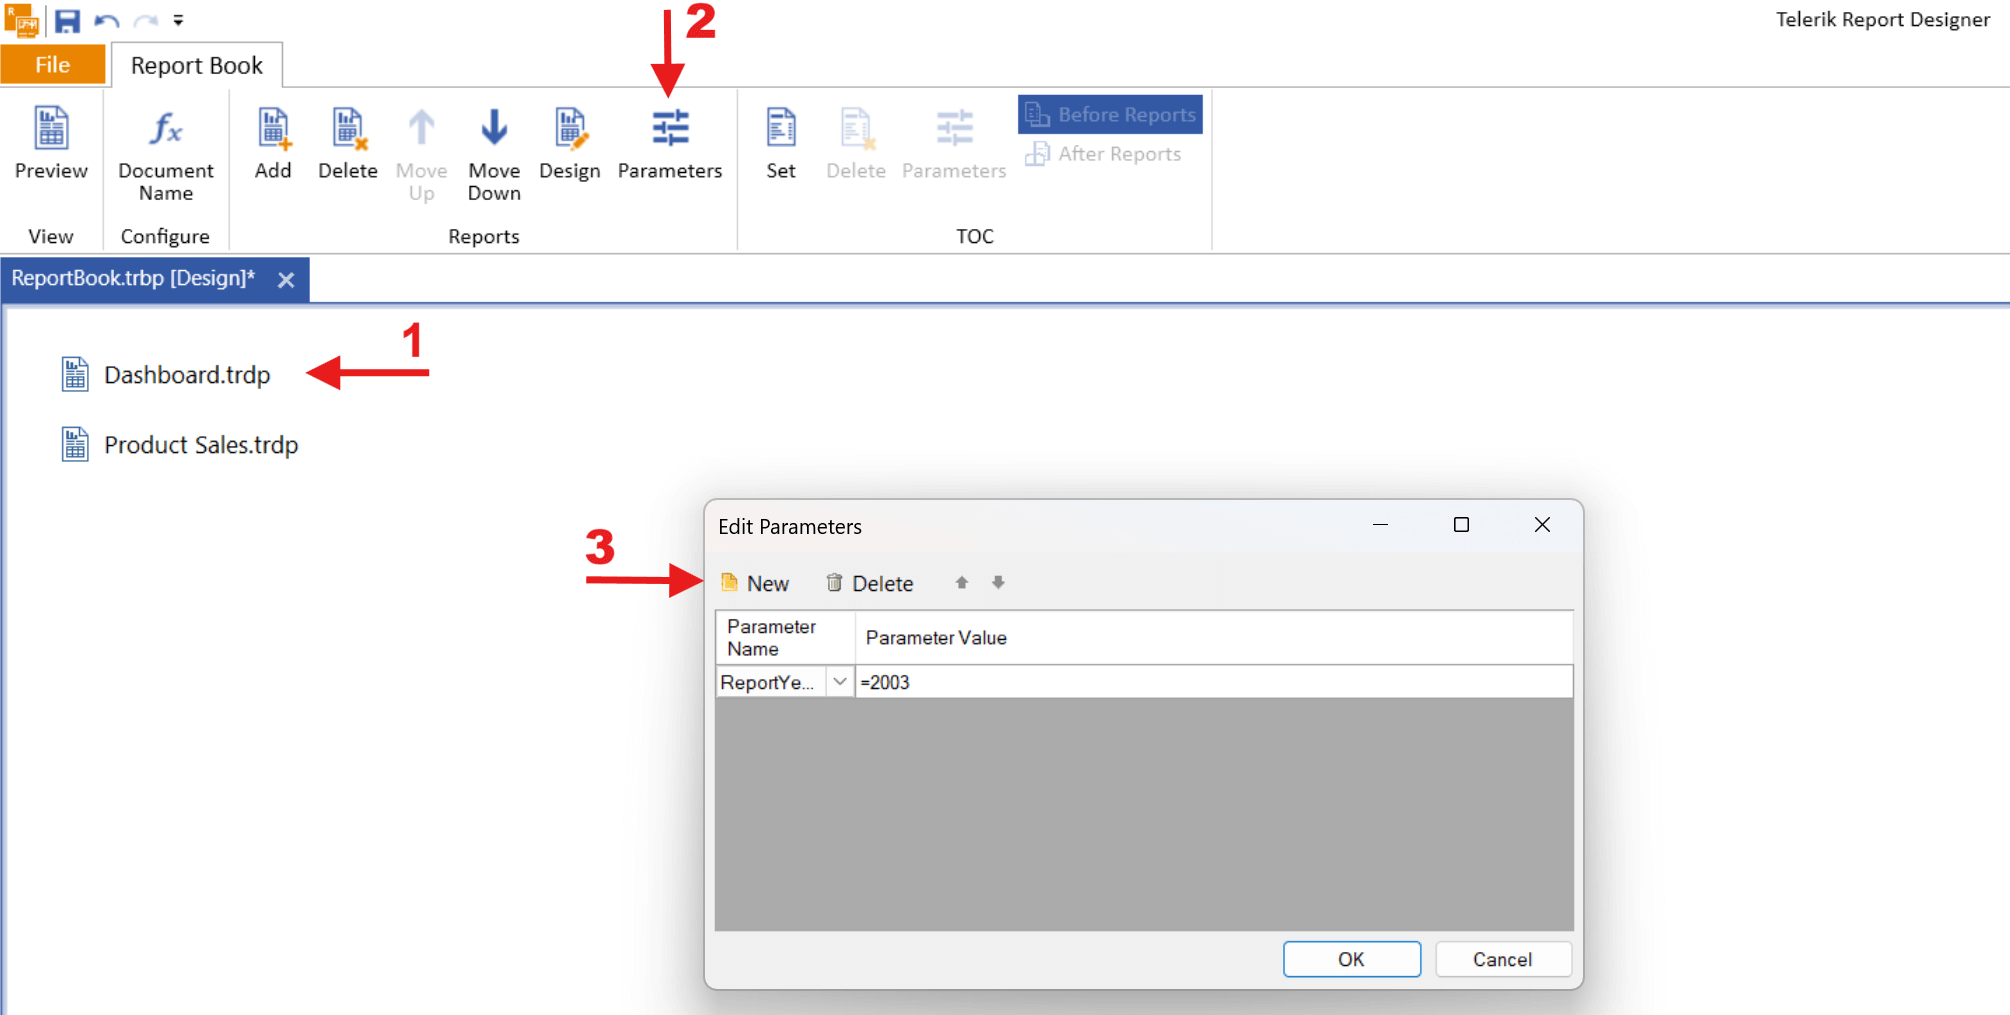 Telerik Report Designer
2
File
Report Book
Preview
Document
Name
Add
Delete
Move
Up
Move
Down
Design
Parameters
Set
Delete
Parameters
Before Reports
After Reports
View
Configure
Reports
TOC
ReportBook.trbp [Design]*
1
Dashboard.trdp
Product Sales.trdp
3
Edit Parameters
New
Delete
Parameter
Name
Parameter Value
ReportYe...
=2003
OK
Cancel